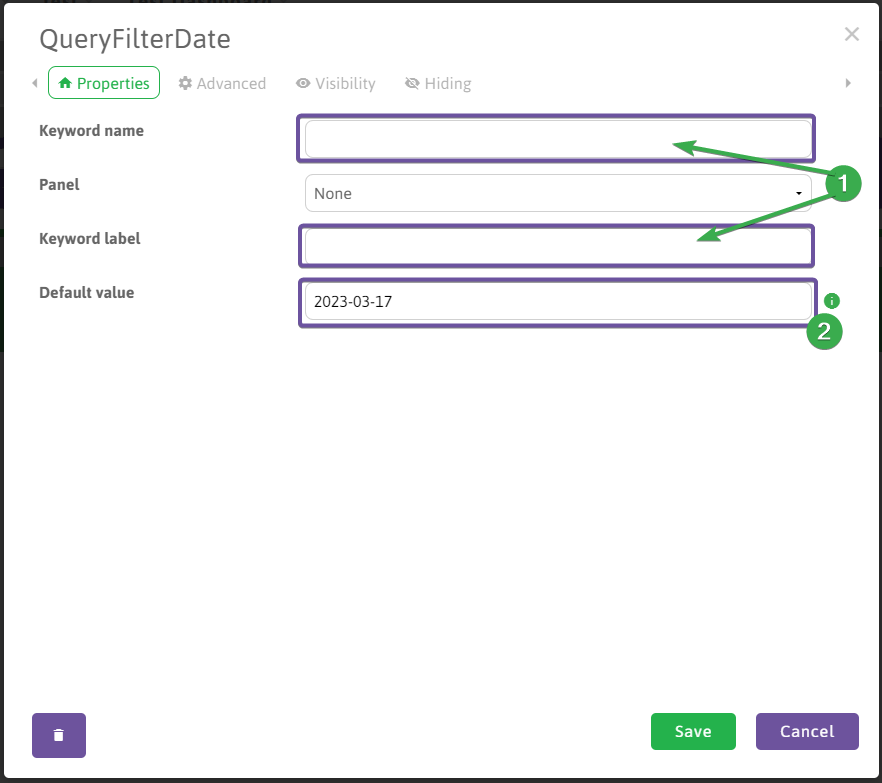 QueryFilterDate
Properties Advanced Visibility Hiding
Keyword name
1
Panel
None
Keyword label
Default value
2023-03-17
2
Save Cancel